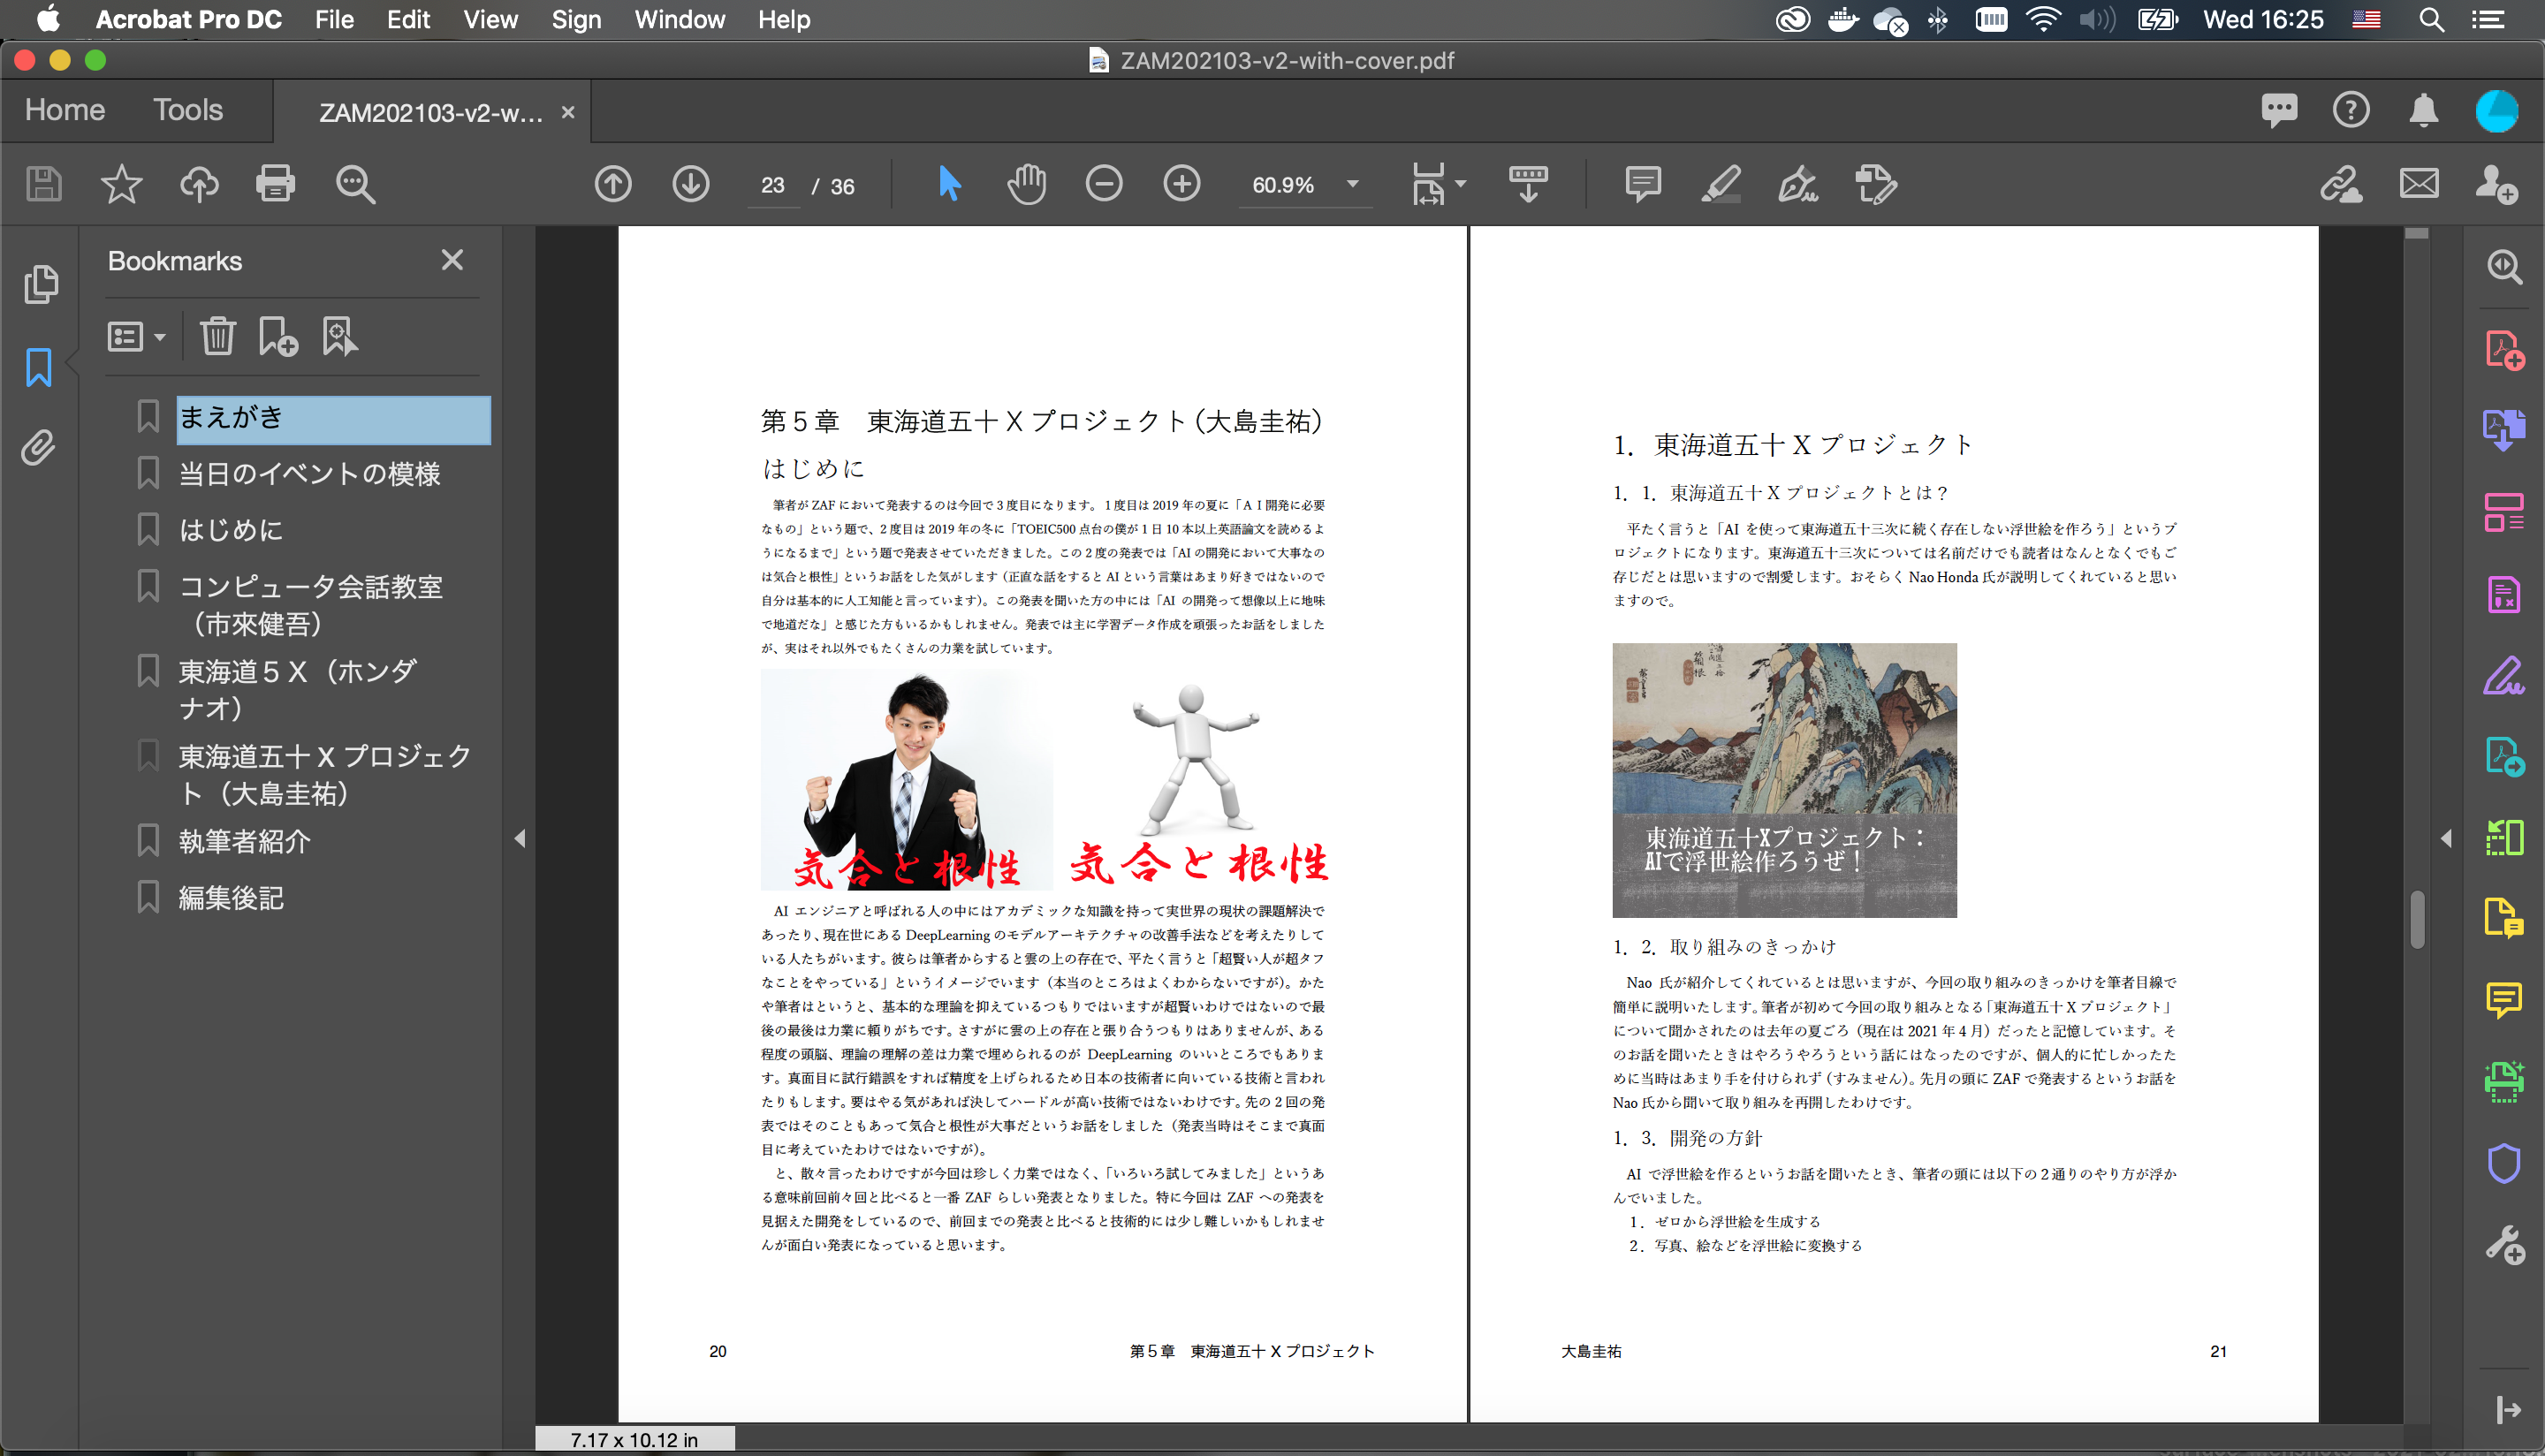 Acrobat Pro DC File Edit View Sign Window Help
Wed 16:25
ZAM202103-v2-with-cover.pdf
Home Tools ZAM202103-v2-w... ×
23 / 36
60.9%
Bookmarks
まえがき
当日のイベントの模様
はじめに
コンピュータ会話教室
（市來健吾）
東海道５Ｘ（ホンダ
ナオ）
東海道五十 X プロジェク
ト（大島圭祐）
執筆者紹介
編集後記
第５章　東海道五十 X プロジェクト（大島圭祐）
はじめに
筆者が ZAF において発表するのは今回で 3 度目になります。1 度目は 2019 年の夏に「ＡＩ開発に必要
なもの」という題で、2 度目は 2019 年の冬に「TOEIC500 点台の僕が 1 日 10 本以上英語論文を読めるよ
うになるまで」という題で発表させていただきました。この 2 度の発表では「AI の開発において大事なの
は気合と根性」というお話をした気がします（正直な話をすると AI という言葉はあまり好きではないので
自分は基本的に人工知能と言っています）。この発表を聞いた方の中には「AI の開発って想像以上に地味
で地道だな」と感じた方もいるかもしれません。発表では主に学習データ作成を頑張ったお話をしました
が、実はそれ以外でもたくさんの力業を試しています。
気合と根性
気合と根性
AI エンジニアと呼ばれる人の中にはアカデミックな知識を持って実世界の現状の課題解決で
あったり、現在世にある DeepLearning のモデルアーキテクチャの改善手法などを考えたりして
いる人たちがいます。彼らは筆者からすると雲の上の存在で、平たく言うと「超賢い人が超タフ
なことをやっている」というイメージでいます（本当のところはよくわからないですが）。かた
や筆者はというと、基本的な理論を抑えているつもりではいますが超賢いわけではないので最
後の最後は力業に頼りがちです。さすがに雲の上の存在と張り合うつもりはありませんが、ある
程度の頭脳、理論の理解の差は力業で埋められるのが DeepLearning のいいところでもありま
す。真面目に試行錯誤をすれば精度を上げられるため日本の技術者に向いている技術と言われ
たりもします。要はやる気があれば決してハードルが高い技術ではないわけです。先の 2 回の発
表ではそのこともあって気合と根性が大事だというお話をしました（発表当時はそこまで真面
目に考えていたわけではないですが）。
と、散々言ったわけですが今回は珍しく力業ではなく、「いろいろ試してみました」というあ
る意味前回前々回と比べると一番 ZAF らしい発表となりました。特に今回は ZAF への発表を
見据えた開発をしているので、前回までの発表と比べると技術的には少し難しいかもしれませ
んが面白い発表になっていると思います。
20
第５章　東海道五十 X プロジェクト
1．東海道五十 X プロジェクト
1．1．東海道五十 X プロジェクトとは？
平たく言うと「AI を使って東海道五十三次に続く存在しない浮世絵を作ろう」というプ
ロジェクトになります。東海道五十三次については名前だけでも読者はなんとなくでもご
存じだとは思いますので割愛します。おそらく Nao Honda 氏が説明してくれていると思い
ますので。
東海道五十Xプロジェクト：
AIで浮世絵作ろうぜ！
1．2．取り組みのきっかけ
Nao 氏が紹介してくれているとは思いますが、今回の取り組みのきっかけを筆者目線で
簡単に説明いたします。筆者が初めて今回の取り組みとなる「東海道五十 X プロジェクト」
について聞かされたのは去年の夏ごろ（現在は 2021 年 4 月）だったと記憶しています。そ
のお話を聞いたときはやろうやろうという話にはなったのですが、個人的に忙しかったた
めに当時はあまり手を付けられず（すみません）。先月の頭に ZAF で発表するというお話を
Nao 氏から聞いて取り組みを再開したわけです。
1．3．開発の方針
AI で浮世絵を作るというお話を聞いたとき、筆者の頭には以下の 2 通りのやり方が浮か
んでいました。
1．ゼロから浮世絵を生成する
2．写真、絵などを浮世絵に変換する
大島圭祐
21
7.17 x 10.12 in